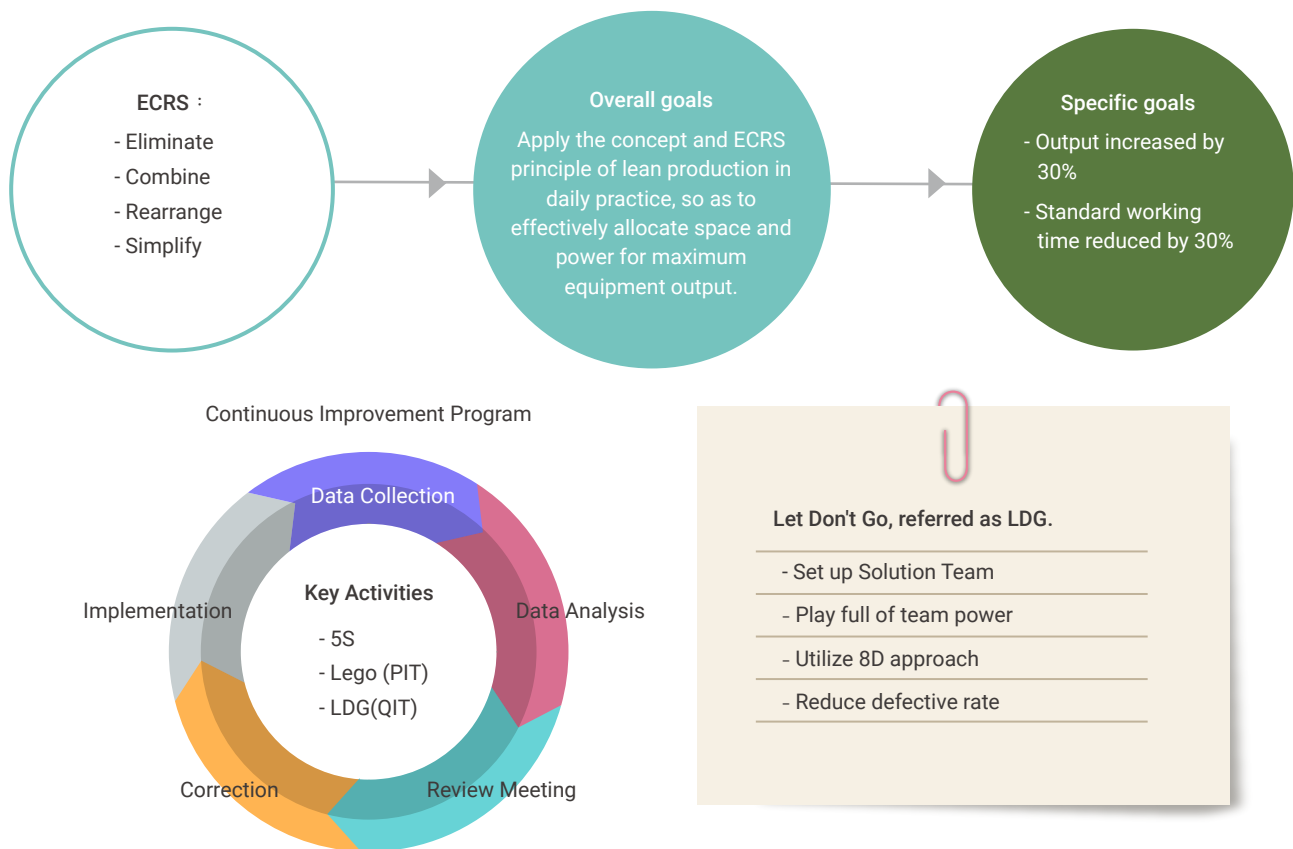 ECRS：
- Eliminate
- Combine
- Rearrange
- Simplify
Overall goals
Apply the concept and ECRS
principle of lean production in
daily practice, so as to
effectively allocate space and
power for maximum
equipment output.
Specific goals
- Output increased by
30%
- Standard working
time reduced by 30%
Continuous Improvement Program
Data Collection
Data Analysis
Review Meeting
Correction
Implementation
Key Activities
- 5S
- Lego (PIT)
- LDG(QIT)
Let Don't Go, referred as LDG.
- Set up Solution Team
- Play full of team power
- Utilize 8D approach
- Reduce defective rate